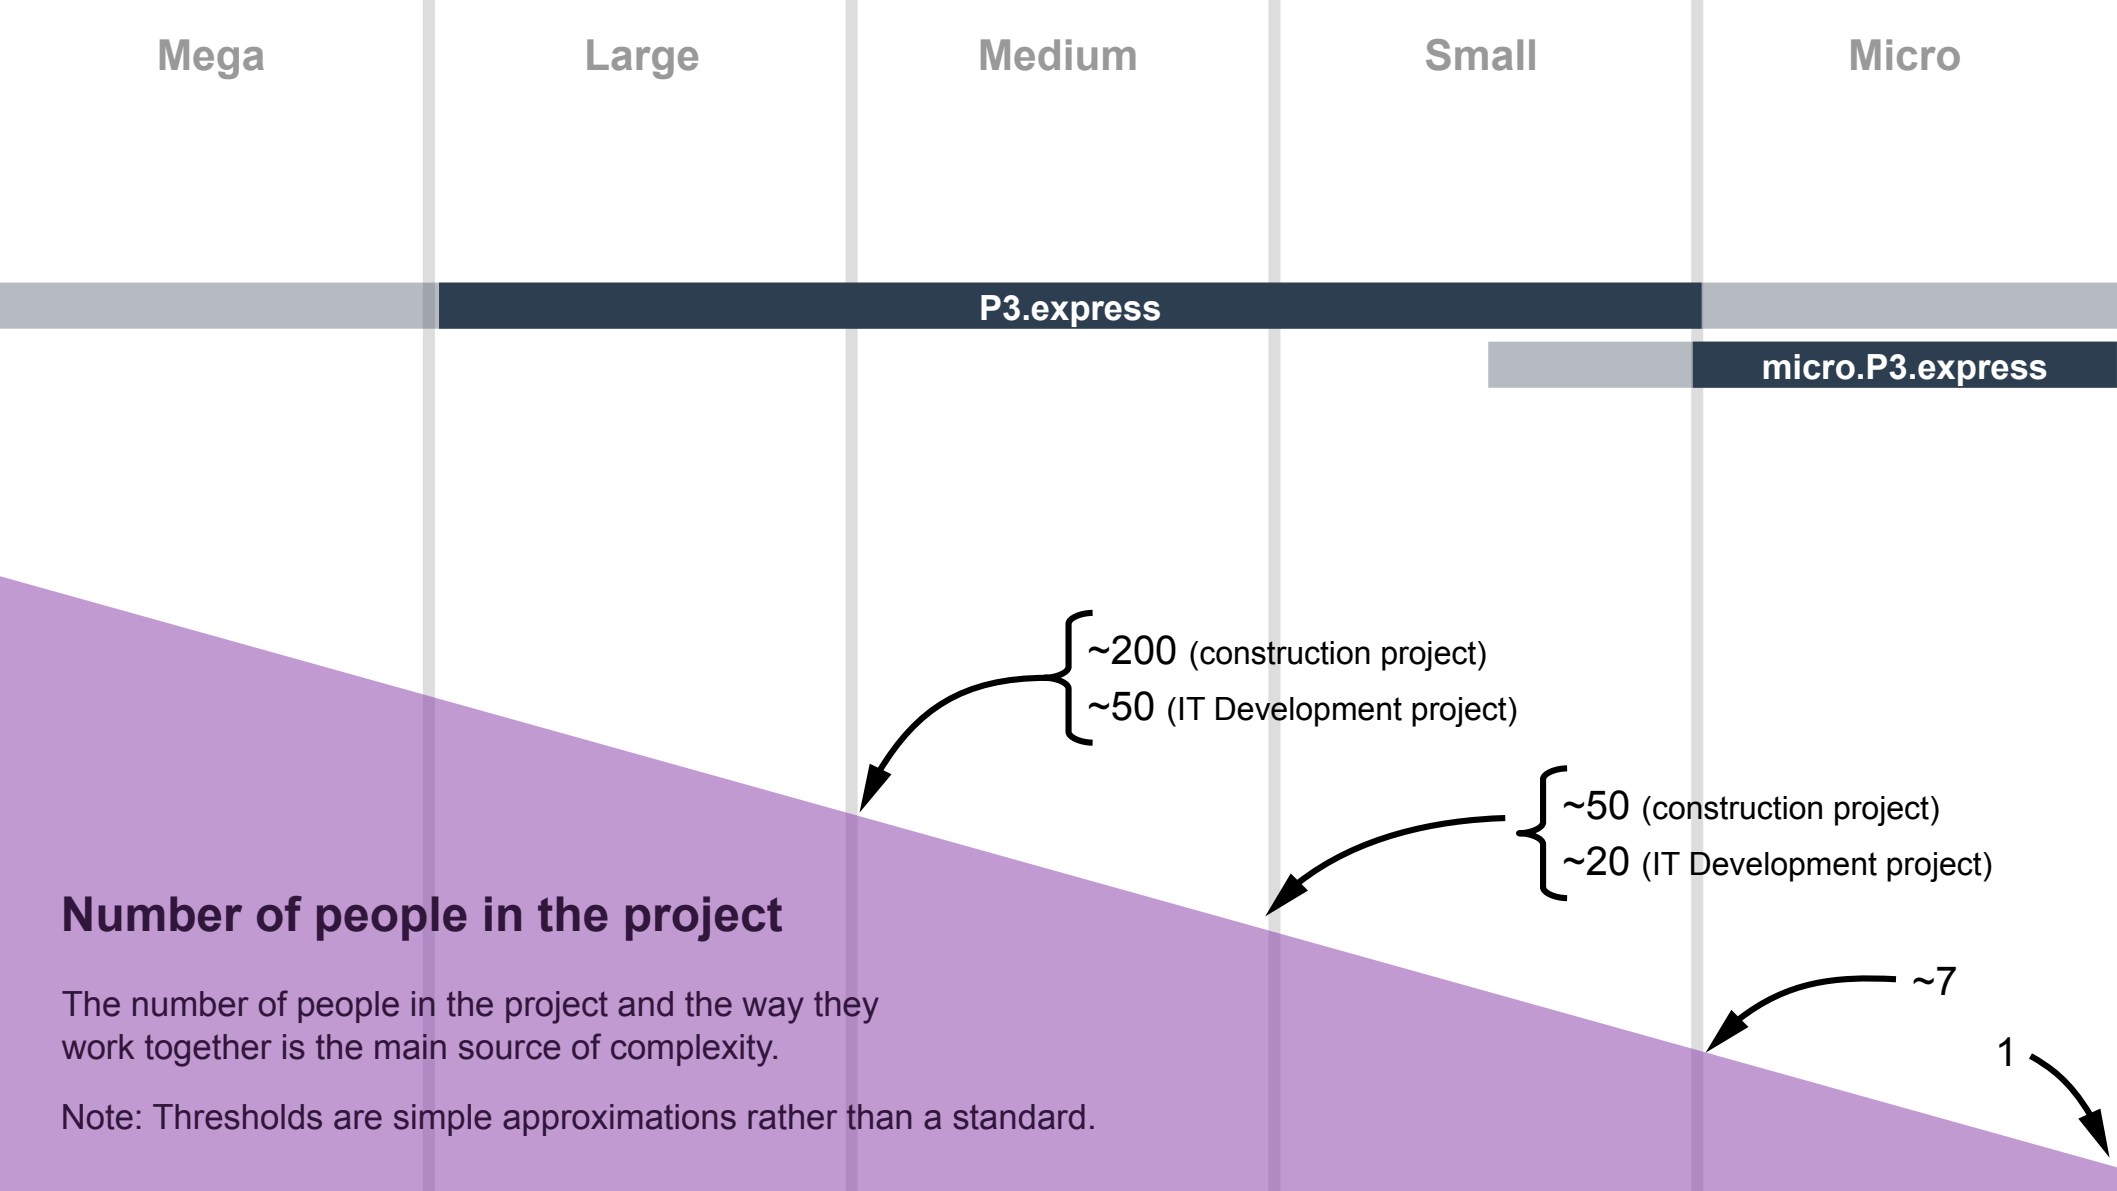 Mega
Large
Medium
Small
Micro
P3.express
micro.P3.express
~200 (construction project)
~50 (IT Development project)
~50 (construction project)
~20 (IT Development project)
~7
1
Number of people in the project
The number of people in the project and the way they
work together is the main source of complexity.
Note: Thresholds are simple approximations rather than a standard.